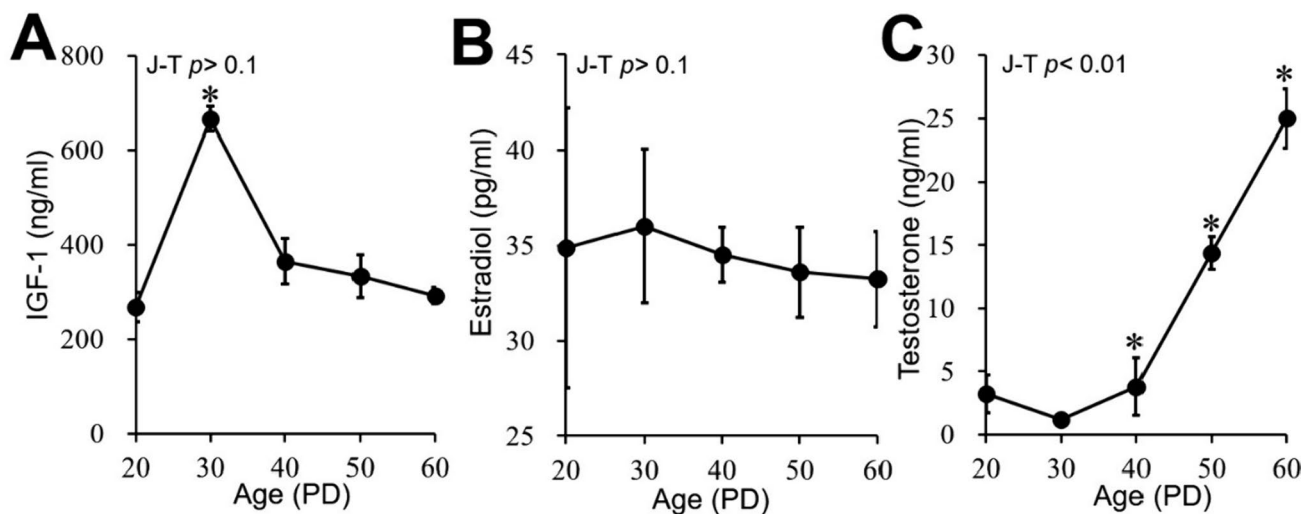 A
J-T p> 0.1
*
800
600
400
200
0
IGF-1 (ng/ml)
20 30 40 50 60
Age (PD)
B
J-T p> 0.1
45
40
35
30
25
Estradiol (pg/ml)
20 30 40 50 60
Age (PD)
C
J-T p< 0.01
*
*
*
30
25
20
15
10
5
0
Testosterone (ng/ml)
20 30 40 50 60
Age (PD)